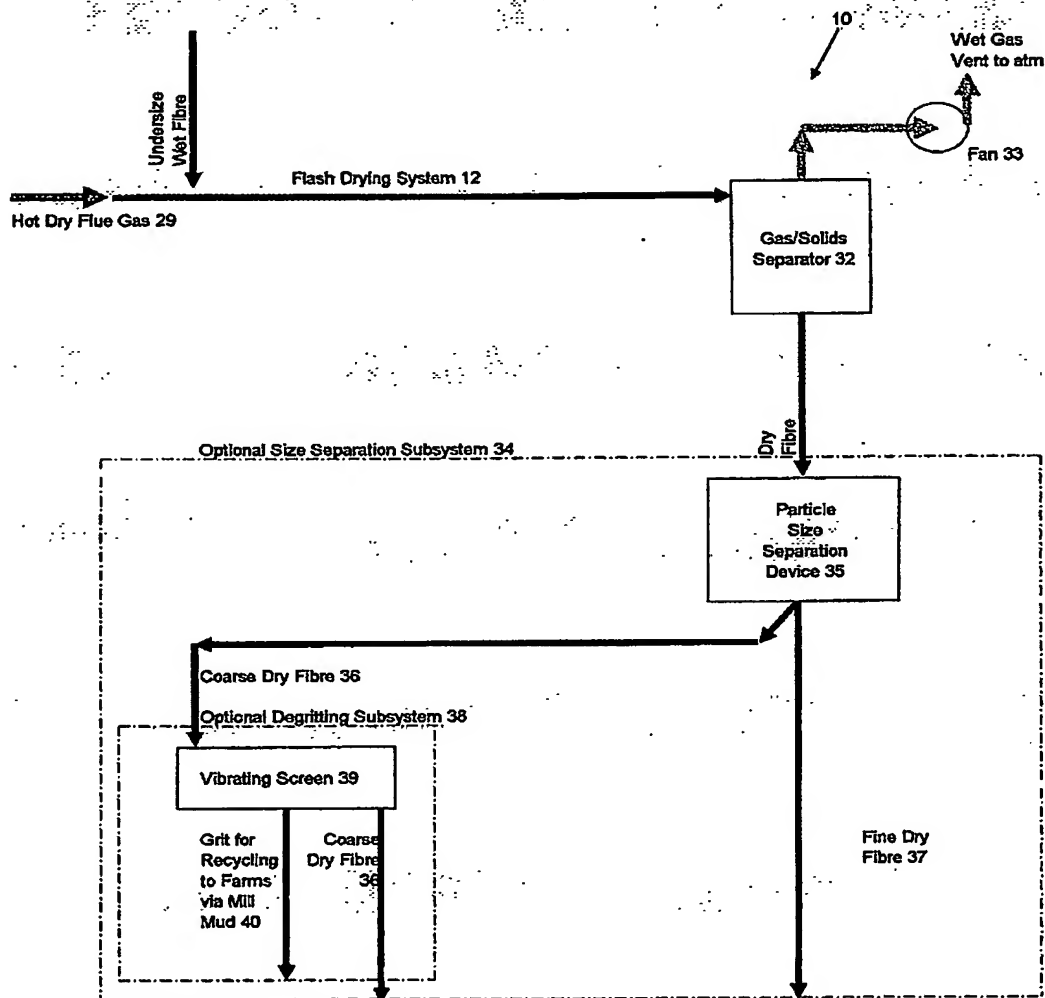 10
Wet Gas
Vent to atm
Undersize
Wet Fibre
Fan 33
Flash Drying System 12
Hot Dry Flue Gas 29
Gas/Solids
Separator 32
Dry
Fibre
Optional Size Separation Subsystem 34
Particle
Size
Separation
Device 35
Coarse Dry Fibre 36
Optional Degritting Subsystem 38
Vibrating Screen 39
Grit for
Recycling
to Farms
via Mill
Mud 40
Coarse
Dry Fibre
36
Fine Dry
Fibre 37